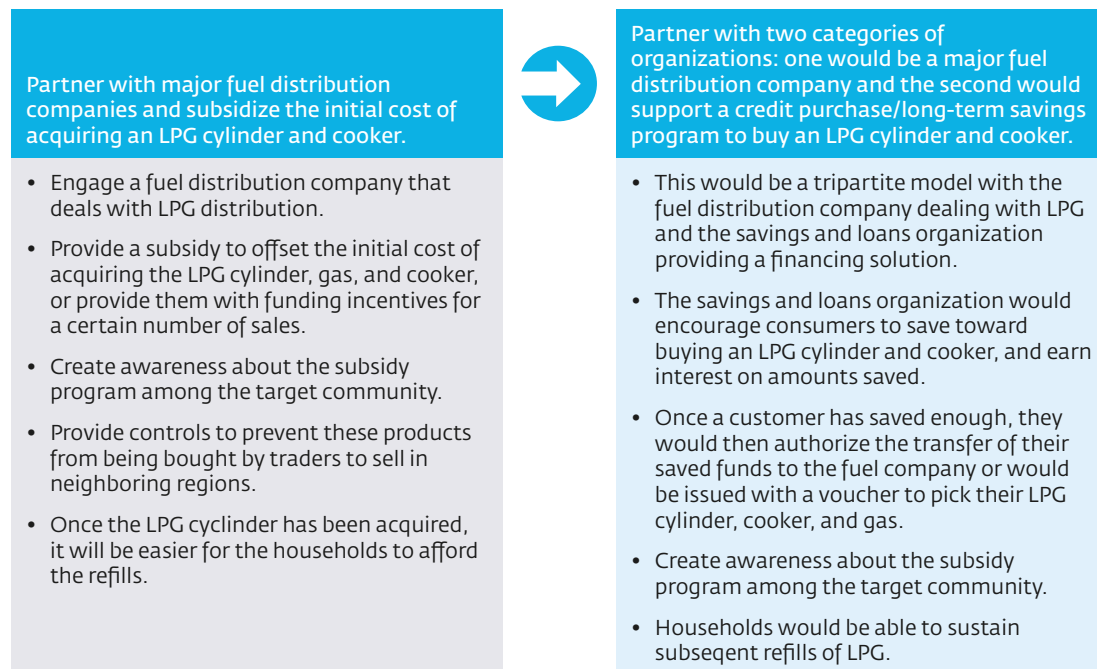 Partner with major fuel distribution
companies and subsidize the initial cost of
acquiring an LPG cylinder and cooker.
• Engage a fuel distribution company that
deals with LPG distribution.
• Provide a subsidy to offset the initial cost of
acquiring the LPG cylinder, gas, and cooker,
or provide them with funding incentives for
a certain number of sales.
• Create awareness about the subsidy
program among the target community.
• Provide controls to prevent these products
from being bought by traders to sell in
neighboring regions.
• Once the LPG cyclinder has been acquired,
it will be easier for the households to afford
the refills.
Partner with two categories of
organizations: one would be a major fuel
distribution company and the second would
support a credit purchase/long-term savings
program to buy an LPG cylinder and cooker.
• This would be a tripartite model with the
fuel distribution company dealing with LPG
and the savings and loans organization
providing a financing solution.
• The savings and loans organization would
encourage consumers to save toward
buying an LPG cylinder and cooker, and earn
interest on amounts saved.
• Once a customer has saved enough, they
would then authorize the transfer of their
saved funds to the fuel company or would
be issued with a voucher to pick their LPG
cylinder, cooker, and gas.
• Create awareness about the subsidy
program among the target community.
• Households would be able to sustain
subseqent refills of LPG.